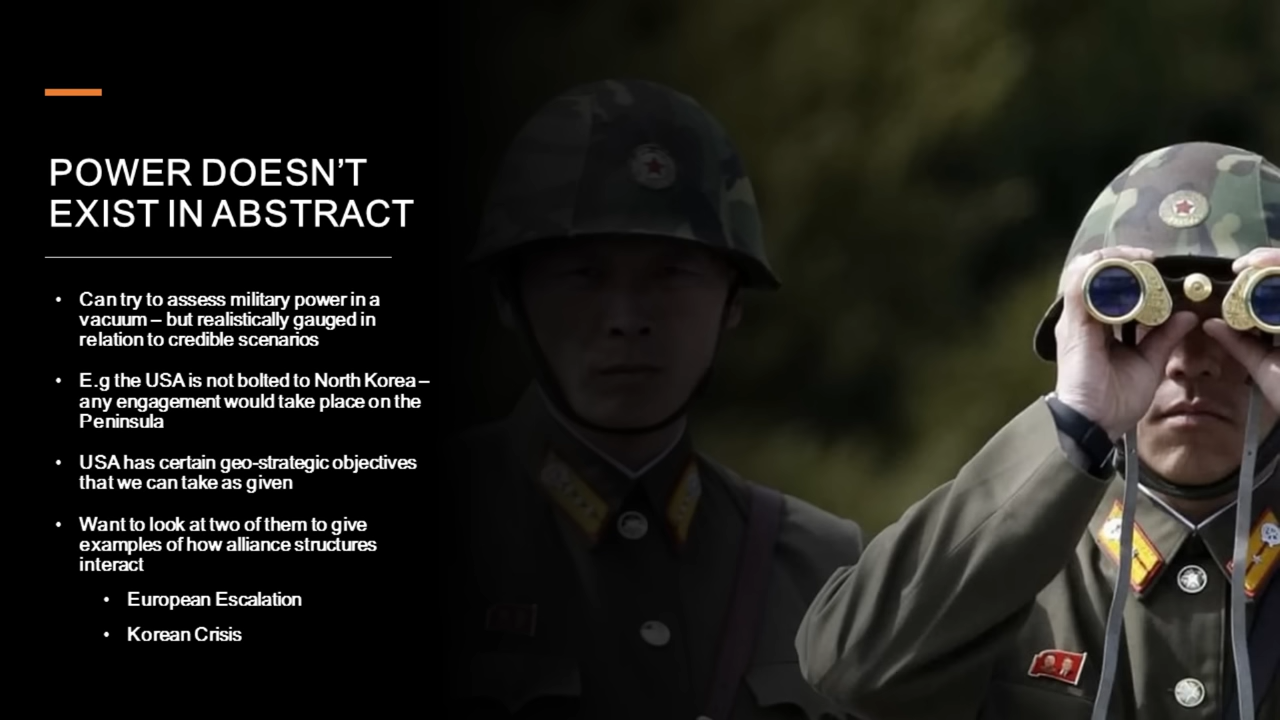 POWER DOESN’T
EXIST IN ABSTRACT
• Can try to assess military power in a
vacuum – but realistically gauged in
relation to credible scenarios
• E.g the USA is not bolted to North Korea –
any engagement would take place on the
Peninsula
• USA has certain geo-strategic objectives
that we can take as given
• Want to look at two of them to give
examples of how alliance structures
interact
• European Escalation
• Korean Crisis